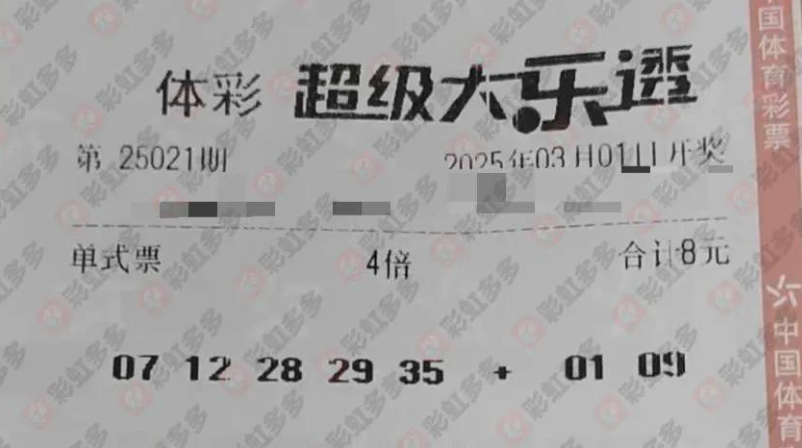 体彩 超级大乐透
第 25021期 2025年03月01日开奖
单式票 4倍 合计8元
07 12 28 29 35 + 01 09
中国体育彩票
中国体育
彩虹多多